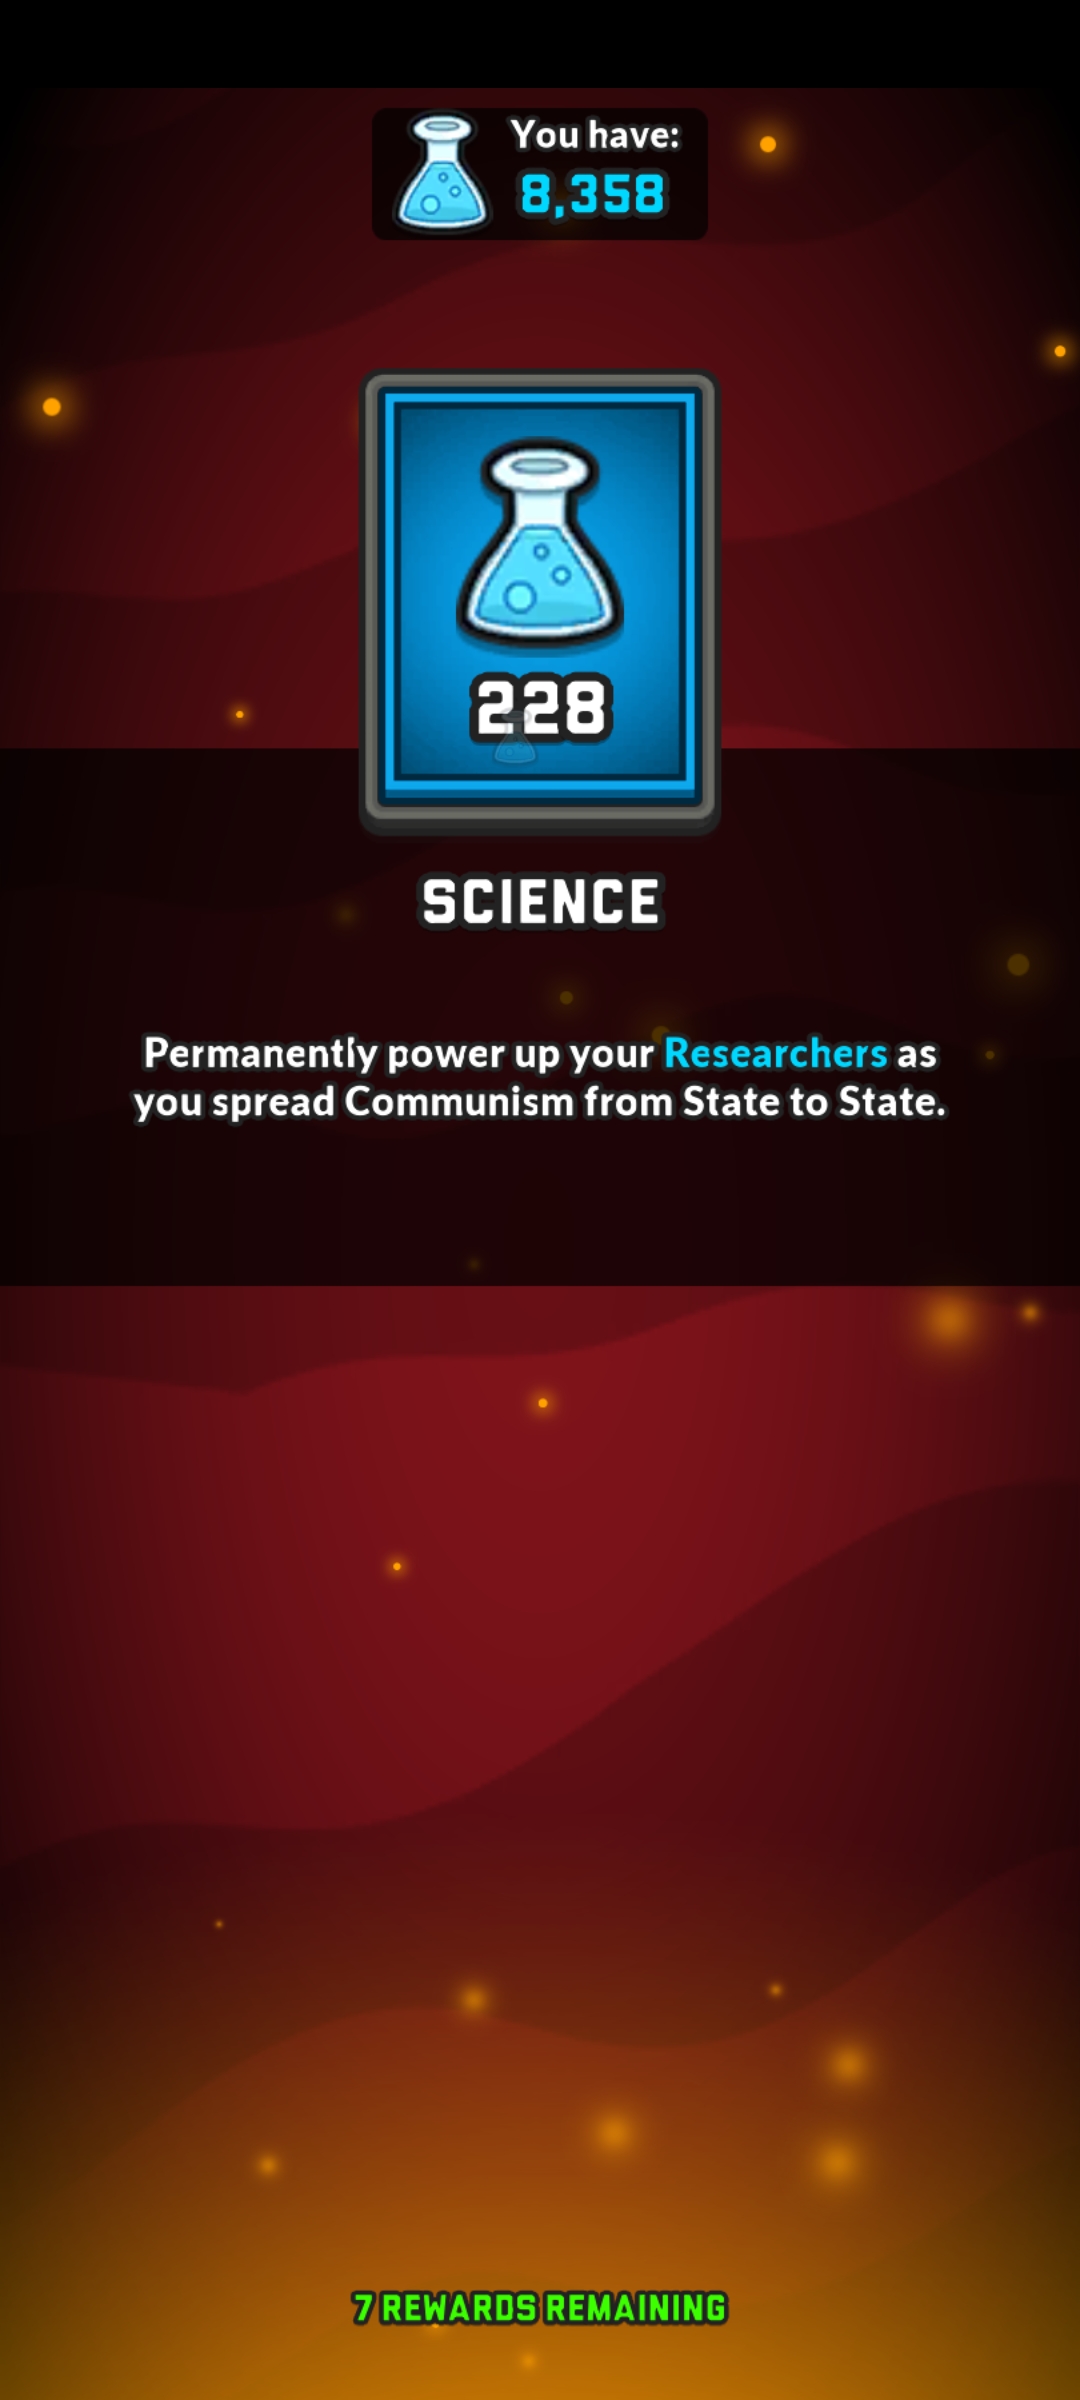 You have:
8,358
228
SCIENCE
Permanently power up your Researchers as
you spread Communism from State to State.
7 REWARDS REMAINING